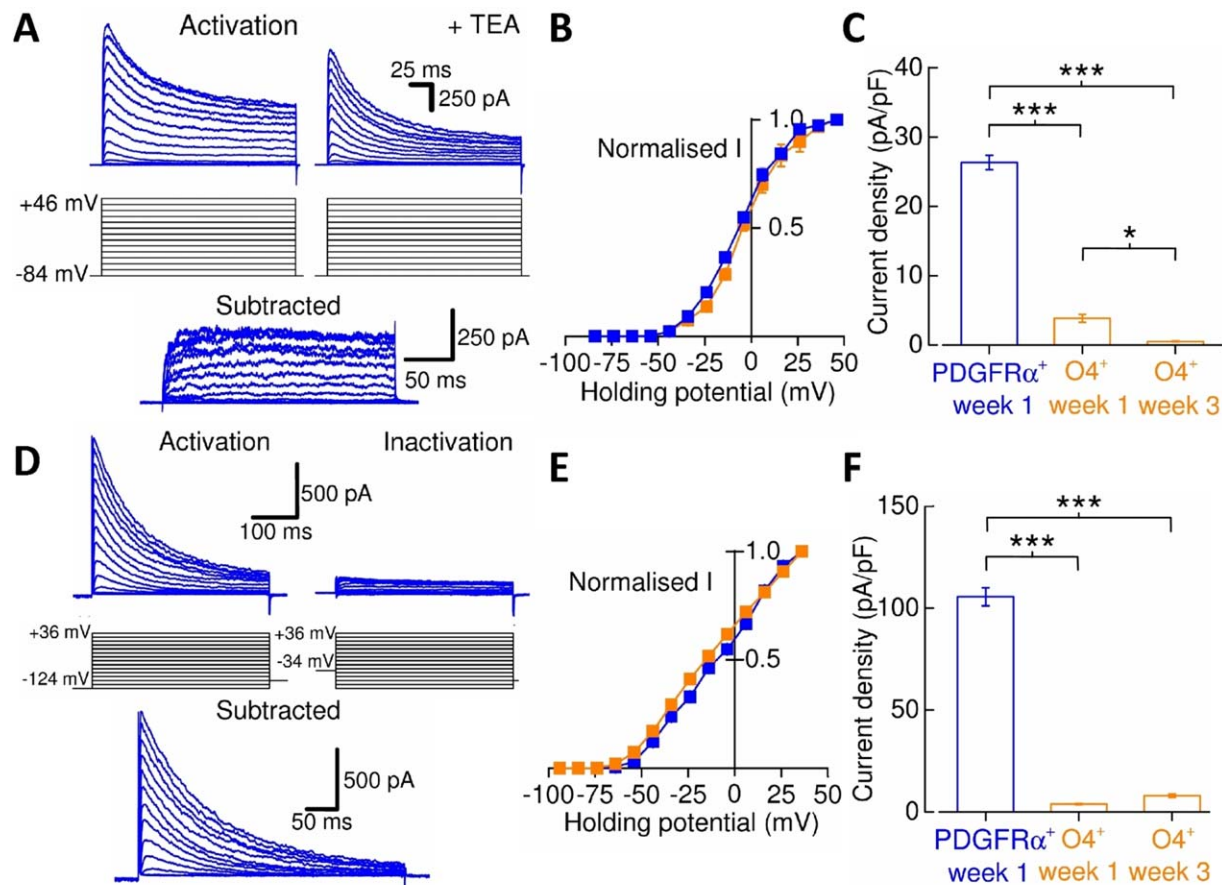 A
Activation
+ TEA
25 ms
250 pA
+46 mV
-84 mV
Subtracted
250 pA
50 ms
B
Normalised I
1.0
0.5
-100 -75 -50 -25 0 25 50
Holding potential (mV)
C
***
***
*
Current density (pA/pF)
40
30
20
10
0
PDGFRα+ O4+ O4+
week 1 week 1 week 3
D
Activation
Inactivation
500 pA
100 ms
+36 mV
-124 mV
+36 mV
-34 mV
Subtracted
500 pA
50 ms
E
Normalised I
1.0
0.5
-100 -75 -50 -25 0 25 50
Holding potential (mV)
F
***
***
Current density (pA/pF)
150
100
50
0
PDGFRα+ O4+ O4+
week 1 week 1 week 3